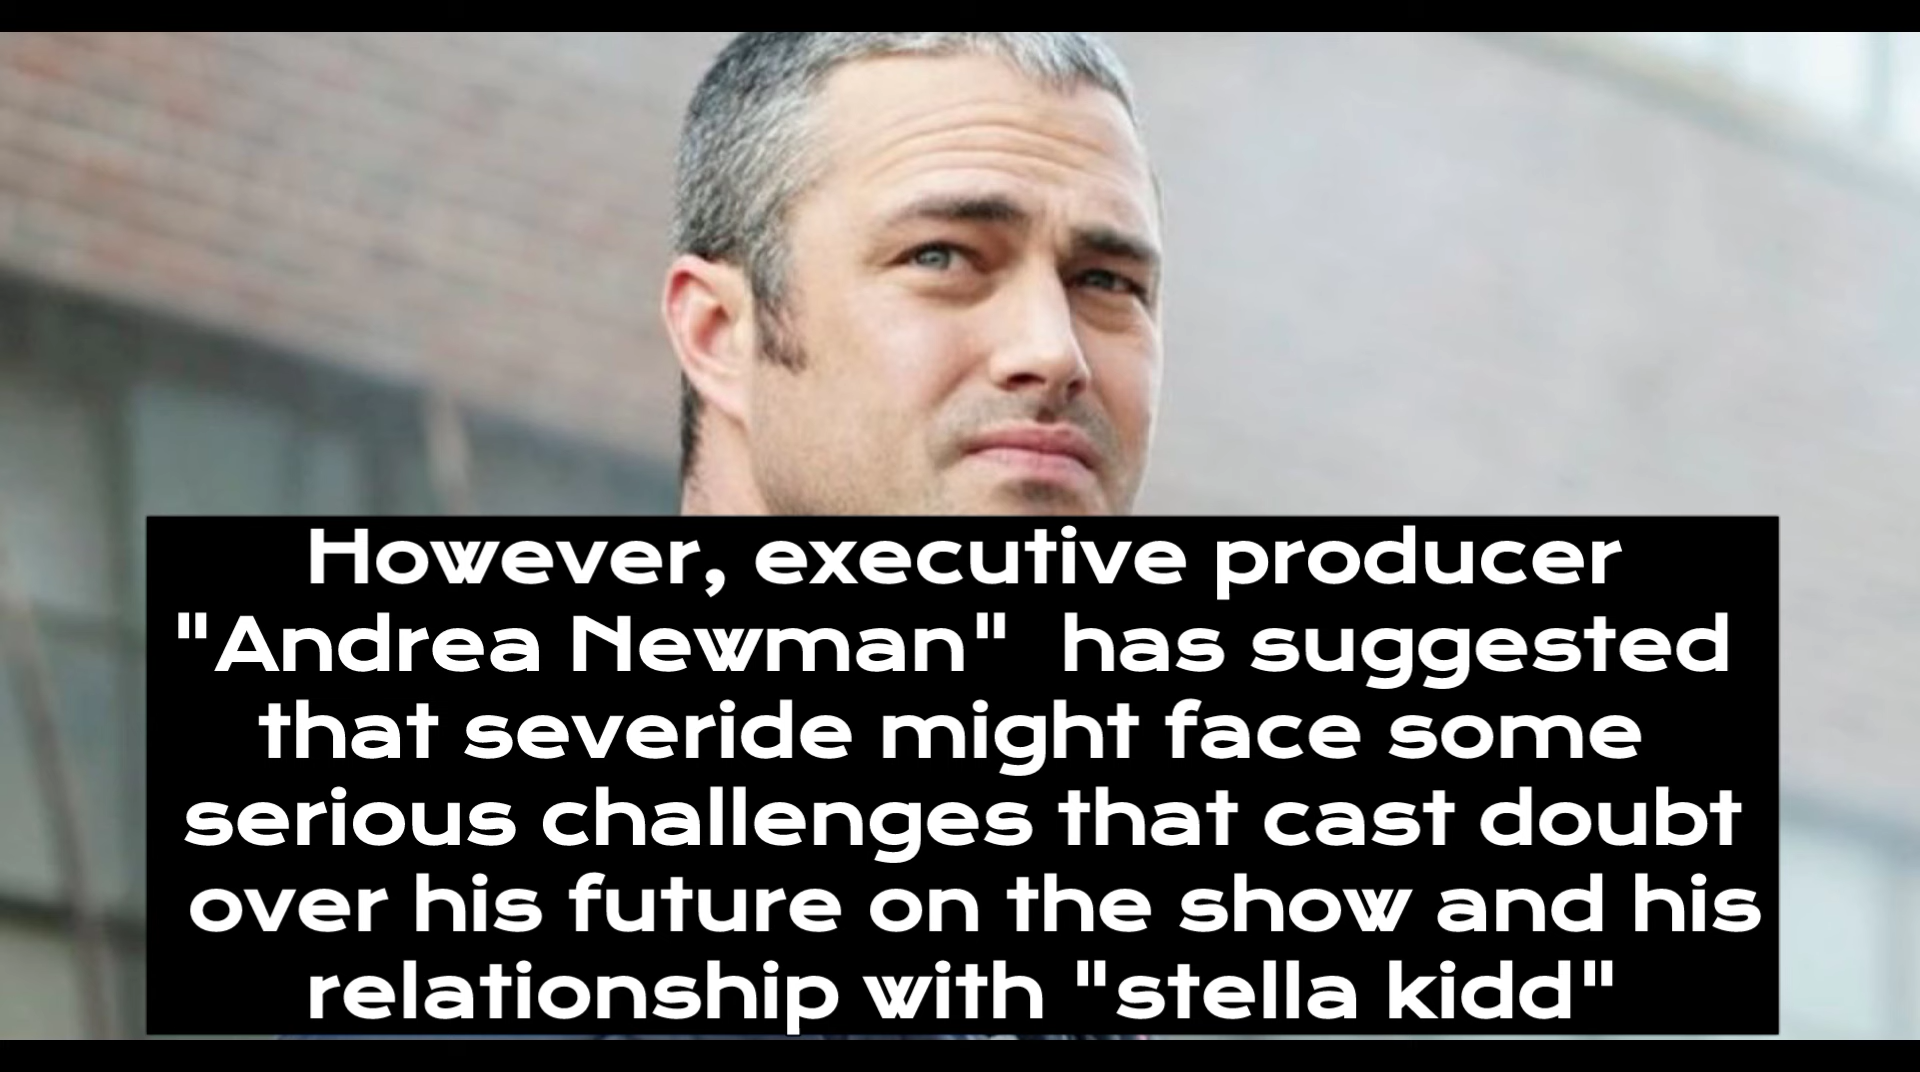 However, executive producer
"Andrea Newman" has suggested
that severide might face some
serious challenges that cast doubt
over his future on the show and his
relationship with "stella kidd"